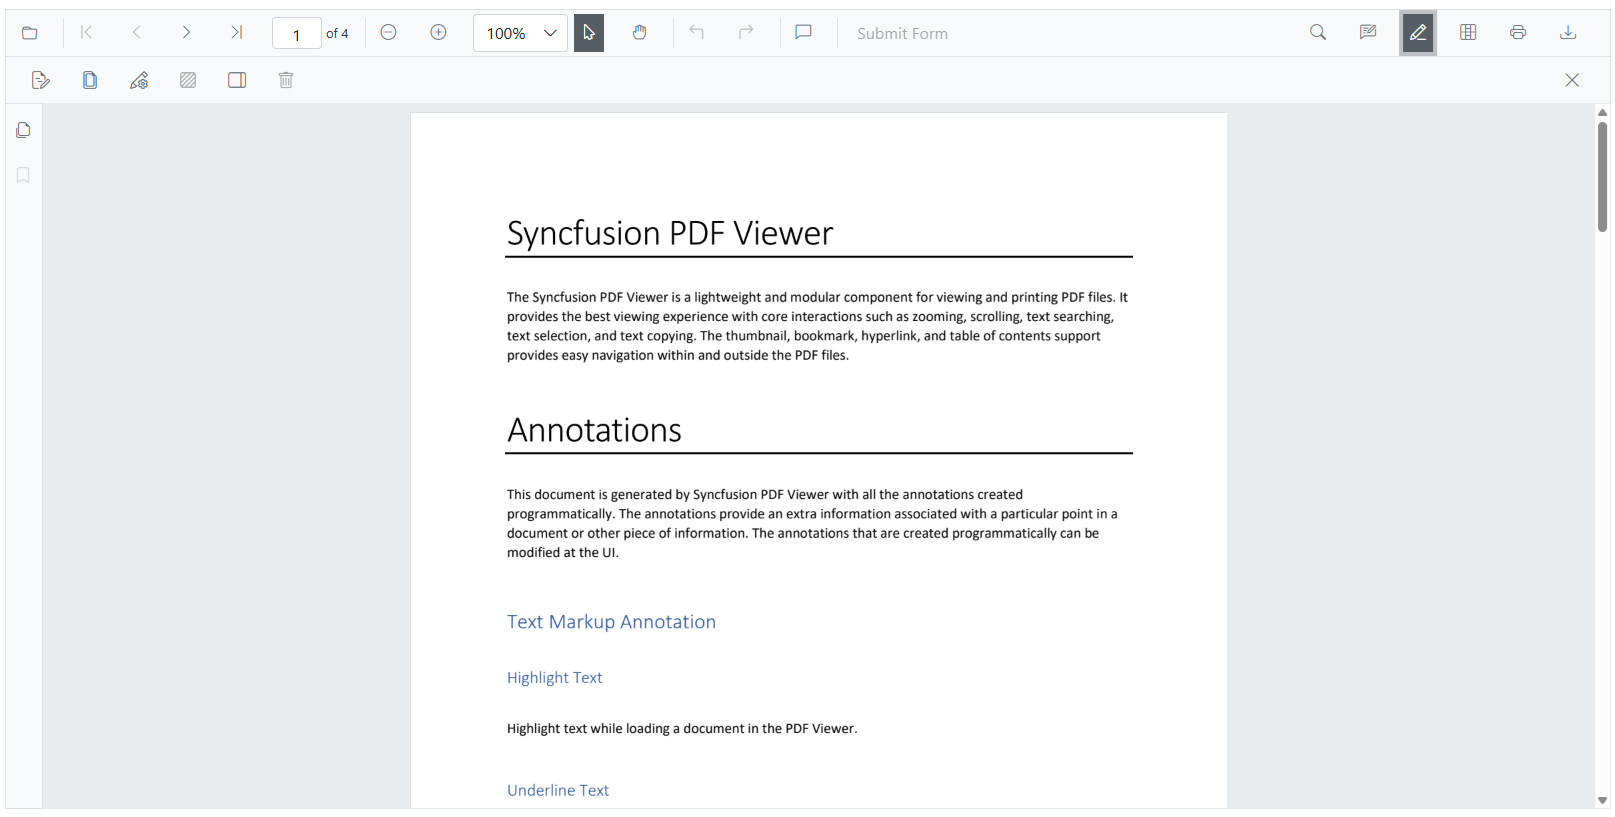 1 of 4 100% Submit Form
Syncfusion PDF Viewer
The Syncfusion PDF Viewer is a lightweight and modular component for viewing and printing PDF files. It
provides the best viewing experience with core interactions such as zooming, scrolling, text searching,
text selection, and text copying. The thumbnail, bookmark, hyperlink, and table of contents support
provides easy navigation within and outside the PDF files.
Annotations
This document is generated by Syncfusion PDF Viewer with all the annotations created
programmatically. The annotations provide an extra information associated with a particular point in a
document or other piece of information. The annotations that are created programmatically can be
modified at the UI.
Text Markup Annotation
Highlight Text
Highlight text while loading a document in the PDF Viewer.
Underline Text